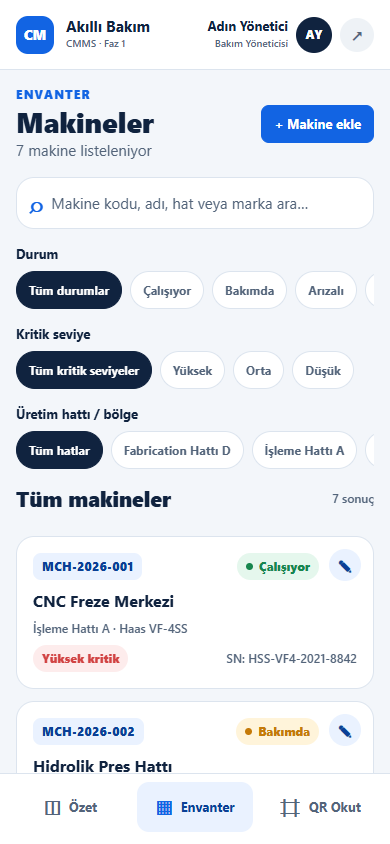 CM
Akıllı Bakım
CMMS · Faz 1
Adın Yönetici
Bakım Yöneticisi
AY
↗
ENVANTER
Makineler
7 makine listeleniyor
+ Makine ekle
Makine kodu, adı, hat veya marka ara...
Durum
Tüm durumlar
Çalışıyor
Bakımda
Arızalı
Kritik seviye
Tüm kritik seviyeler
Yüksek
Orta
Düşük
Üretim hattı / bölge
Tüm hatlar
Fabrication Hattı D
İşleme Hattı A
Tüm makineler
7 sonuç
MCH-2026-001
Çalışıyor
CNC Freze Merkezi
İşleme Hattı A · Haas VF-4SS
Yüksek kritik
SN: HSS-VF4-2021-8842
MCH-2026-002
Bakımda
Hidrolik Pres Hattı
Özet
Envanter
QR Okut